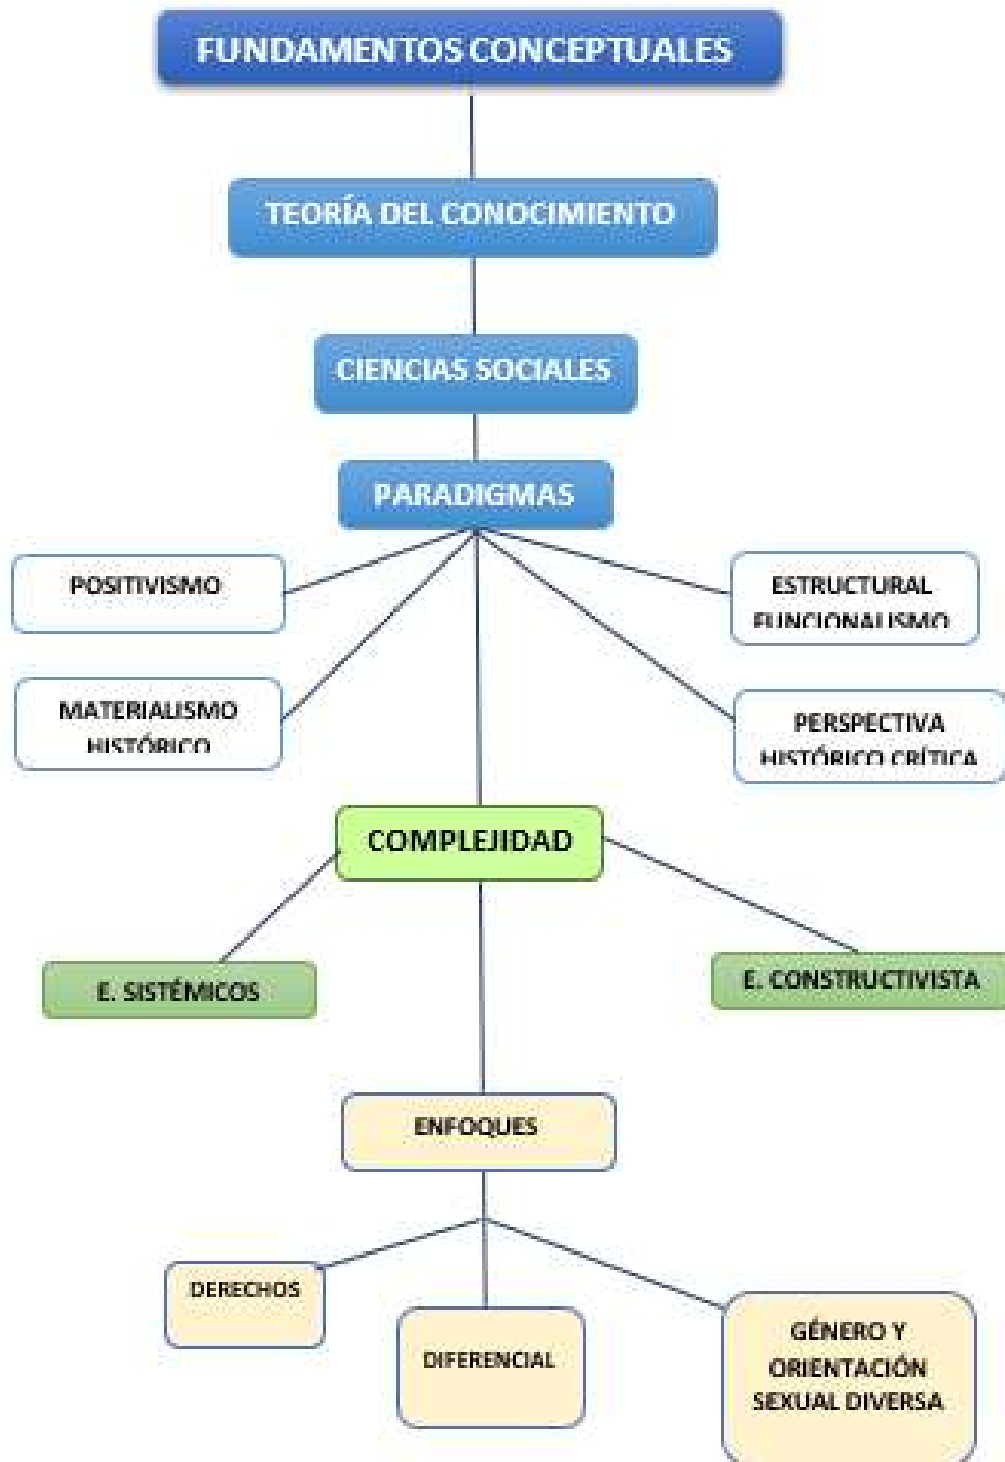 FUNDAMENTOS CONCEPTUALES
TEORÍA DEL CONOCIMIENTO
CIENCIAS SOCIALES
PARADIGMAS
POSITIVISMO
ESTRUCTURAL
FUNCIONALISMO
MATERIALISMO
HISTÓRICO
PERSPECTIVA
HISTÓRICO CRÍTICA
COMPLEJIDAD
E. SISTÉMICOS
E. CONSTRUCTIVISTA
ENFOQUES
DERECHOS
DIFERENCIAL
GÉNERO Y
ORIENTACIÓN
SEXUAL DIVERSA